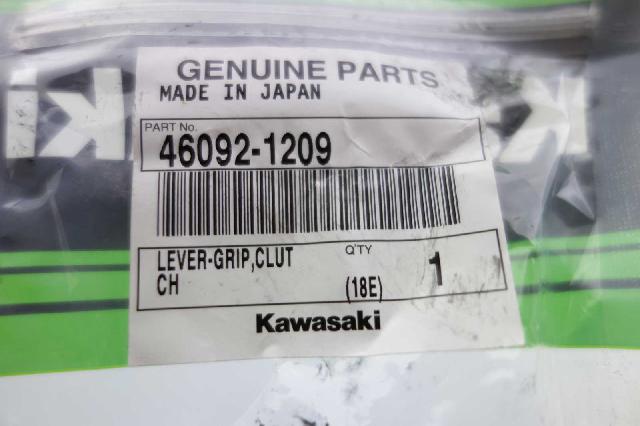 GENUINE PARTS
MADE IN JAPAN
PART No.
46092-1209
LEVER-GRIP,CLUT
CH
Q'TY
(18E)
1
Kawasaki